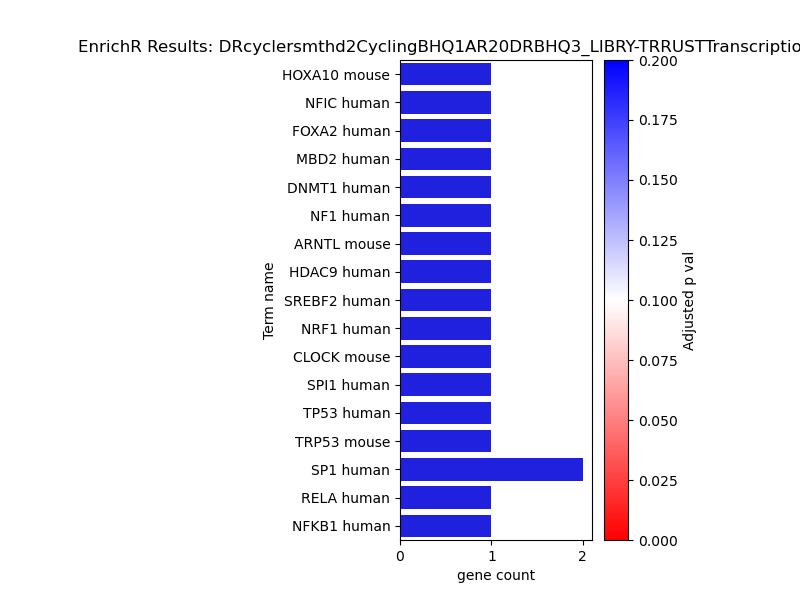 EnrichR Results: DRcyclersmthd2CyclingBHQ1AR20DRBHQ3_LIBRY-TRRUSTTranscriptio
HOXA10 mouse
NFIC human
FOXA2 human
MBD2 human
DNMT1 human
NF1 human
ARNTL mouse
HDAC9 human
SREBF2 human
NRF1 human
CLOCK mouse
SPI1 human
TP53 human
TRP53 mouse
SP1 human
RELA human
NFKB1 human
Term name
0 1 2
gene count
0.200
0.175
0.150
0.125
0.100
0.075
0.050
0.025
0.000
Adjusted p val